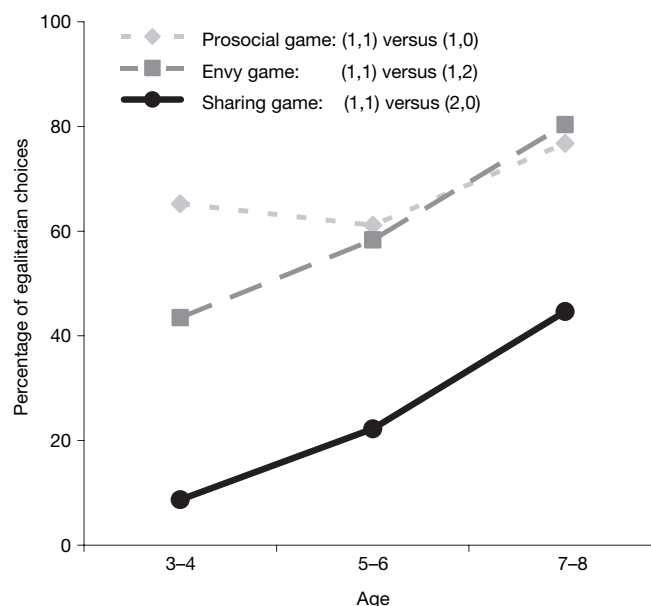 100
Prosocial game: (1,1) versus (1,0)
Envy game: (1,1) versus (1,2)
Sharing game: (1,1) versus (2,0)
80
60
40
20
0
Percentage of egalitarian choices
3–4 5–6 7–8
Age